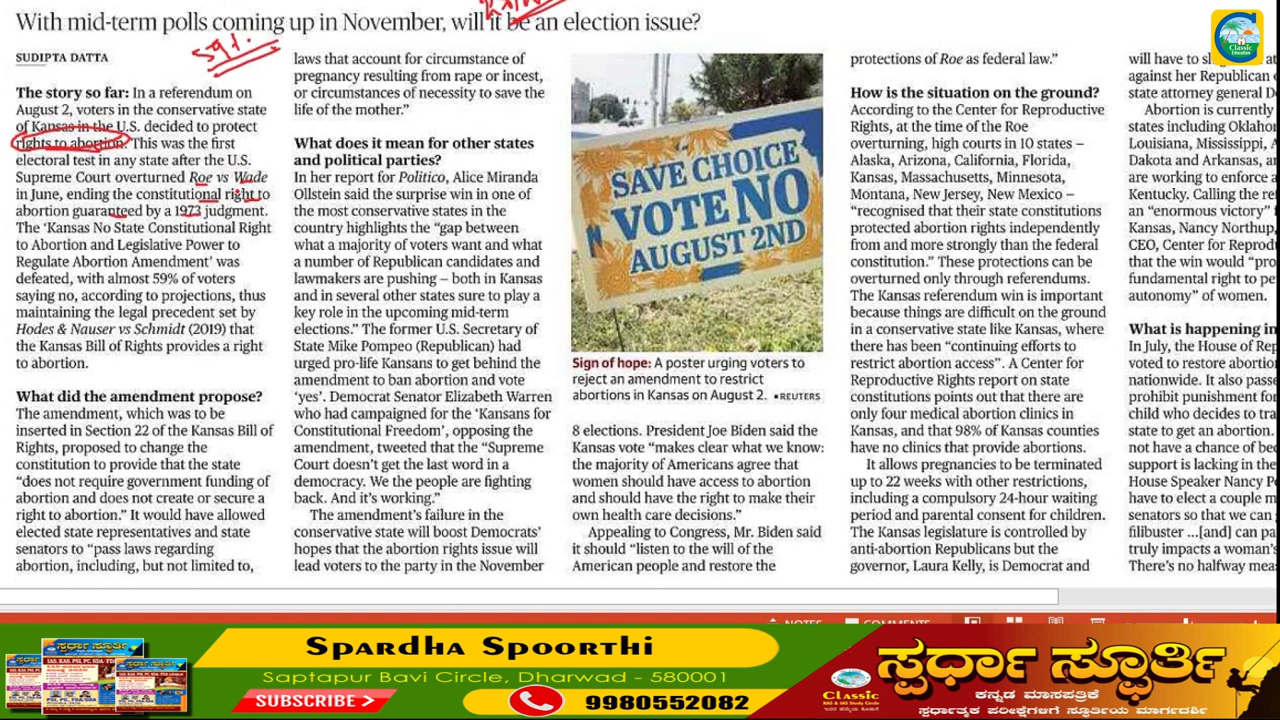 With mid-term polls coming up in November, will it be an election issue?
59%
SUDIPTA DATTA
The story so far: In a referendum on
August 2, voters in the conservative state
of Kansas in the U.S. decided to protect
rights to abortion. This was the first
electoral test in any state after the U.S.
Supreme Court overturned Roe vs Wade
in June, ending the constitutional right to
abortion guaranteed by a 1973 judgment.
The ‘Kansas No State Constitutional Right
to Abortion and Legislative Power to
Regulate Abortion Amendment’ was
defeated, with almost 59% of voters
saying no, according to projections, thus
maintaining the legal precedent set by
Hodes & Nauser vs Schmidt (2019) that
the Kansas Bill of Rights provides a right
to abortion.
What did the amendment propose?
The amendment, which was to be
inserted in Section 22 of the Kansas Bill of
Rights, proposed to change the
constitution to provide that the state
“does not require government funding of
abortion and does not create or secure a
right to abortion.” It would have allowed
elected state representatives and state
senators to “pass laws regarding
abortion, including, but not limited to,
laws that account for circumstance of
pregnancy resulting from rape or incest,
or circumstances of necessity to save the
life of the mother.”
What does it mean for other states
and political parties?
In her report for Politico, Alice Miranda
Ollstein said the surprise win in one of
the most conservative states in the
country highlights the “gap between
what a majority of voters want and what
a number of Republican candidates and
lawmakers are pushing – both in Kansas
and in several other states sure to play a
key role in the upcoming mid-term
elections.” The former U.S. Secretary of
State Mike Pompeo (Republican) had
urged pro-life Kansans to get behind the
amendment to ban abortion and vote
‘yes’. Democrat Senator Elizabeth Warren
who had campaigned for the ‘Kansans for
Constitutional Freedom’, opposing the
amendment, tweeted that the “Supreme
Court doesn’t get the last word in a
democracy. We the people are fighting
back. And it’s working.”
The amendment’s failure in the
conservative state will boost Democrats’
hopes that the abortion rights issue will
lead voters to the party in the November
SAVE CHOICE
VOTE NO
AUGUST 2ND
Sign of hope: A poster urging voters to
reject an amendment to restrict
abortions in Kansas on August 2. ▪REUTERS
8 elections. President Joe Biden said the
Kansas vote “makes clear what we know:
the majority of Americans agree that
women should have access to abortion
and should have the right to make their
own health care decisions.”
Appealing to Congress, Mr. Biden said
it should “listen to the will of the
American people and restore the
protections of Roe as federal law.”
How is the situation on the ground?
According to the Center for Reproductive
Rights, at the time of the Roe
overturning, high courts in 10 states –
Alaska, Arizona, California, Florida,
Kansas, Massachusetts, Minnesota,
Montana, New Jersey, New Mexico –
“recognised that their state constitutions
protected abortion rights independently
from and more strongly than the federal
constitution.” These protections can be
overturned only through referendums.
The Kansas referendum win is important
because things are difficult on the ground
in a conservative state like Kansas, where
there has been “continuing efforts to
restrict abortion access”. A Center for
Reproductive Rights report on state
constitutions points out that there are
only four medical abortion clinics in
Kansas, and that 98% of Kansas counties
have no clinics that provide abortions.
It allows pregnancies to be terminated
up to 22 weeks with other restrictions,
including a compulsory 24-hour waiting
period and parental consent for children.
The Kansas legislature is controlled by
anti-abortion Republicans but the
governor, Laura Kelly, is Democrat and
will have to
against her Republican
state attorney general
Abortion is currently
states including
Louisiana, Mississippi,
Dakota and Arkansas,
are working to enforce
Kentucky. Calling the
an “enormous victory”
Kansas, Nancy Northup,
CEO, Center for
that the win would
fundamental right to
autonomy” of women.
What is happening
In July, the House of
voted to restore
nationwide. It also
prohibit punishment for
child who decides to
state to get an abortion.
not have a chance of
support is lacking in the
House Speaker Nancy
have to elect a couple
senators so that we can
filibuster ...[and] can
truly impacts a woman’s
There’s no halfway
NOTES
COMMENTS
Classic
Education
Spardha Spoorthi
Saptapur Bavi Circle, Dharwad - 580001
SUBSCRIBE
9980552082
Classic
ಸ್ಪರ್ಧಾ ಸ್ಫೂರ್ತಿ
ಕನ್ನಡ ಮಾಸಪತ್ರಿಕೆ
ಸ್ಪರ್ಧಾತ್ಮಕ ಪರೀಕ್ಷೆಗಳಿಗೆ ಸ್ಫೂರ್ತಿಯ ಮಾರ್ಗದರ್ಶಿ